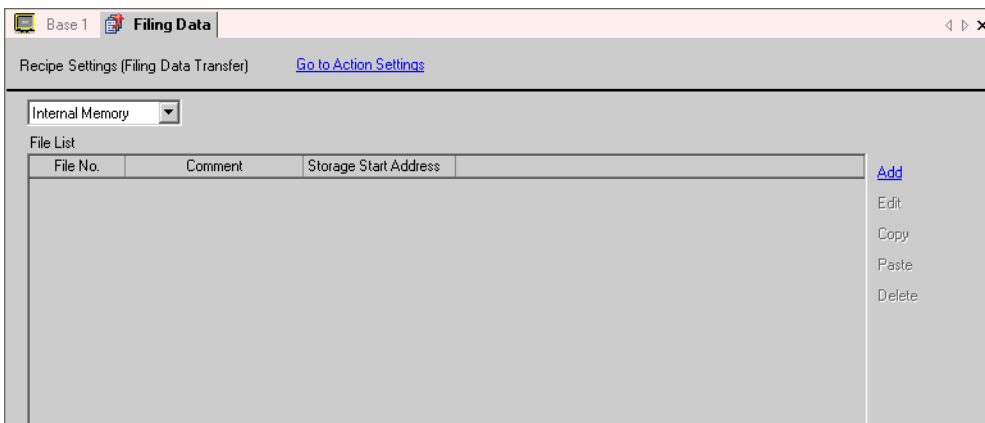 Base 1 Filing Data
Recipe Settings (Filing Data Transfer) Go to Action Settings
Internal Memory
File List
File No. Comment Storage Start Address
Add
Edit
Copy
Paste
Delete